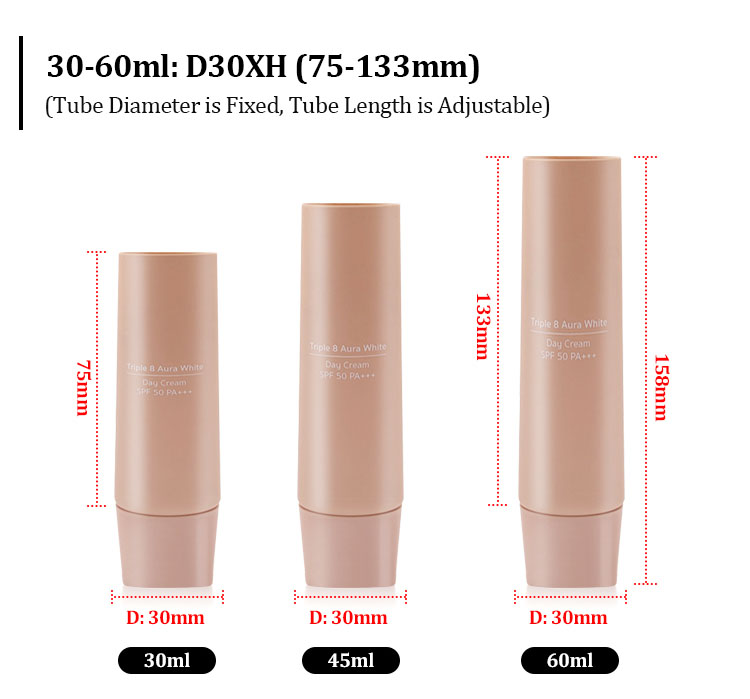 30-60ml: D30XH (75-133mm)
(Tube Diameter is Fixed, Tube Length is Adjustable)
75mm
Triple 8 Aura White
Day Cream
SPF 50 PA+++
D: 30mm
30ml
Triple 8 Aura White
Day Cream
SPF 50 PA+++
D: 30mm
45ml
133mm
Triple 8 Aura White
Day Cream
SPF 50 PA+++
158mm
D: 30mm
60ml